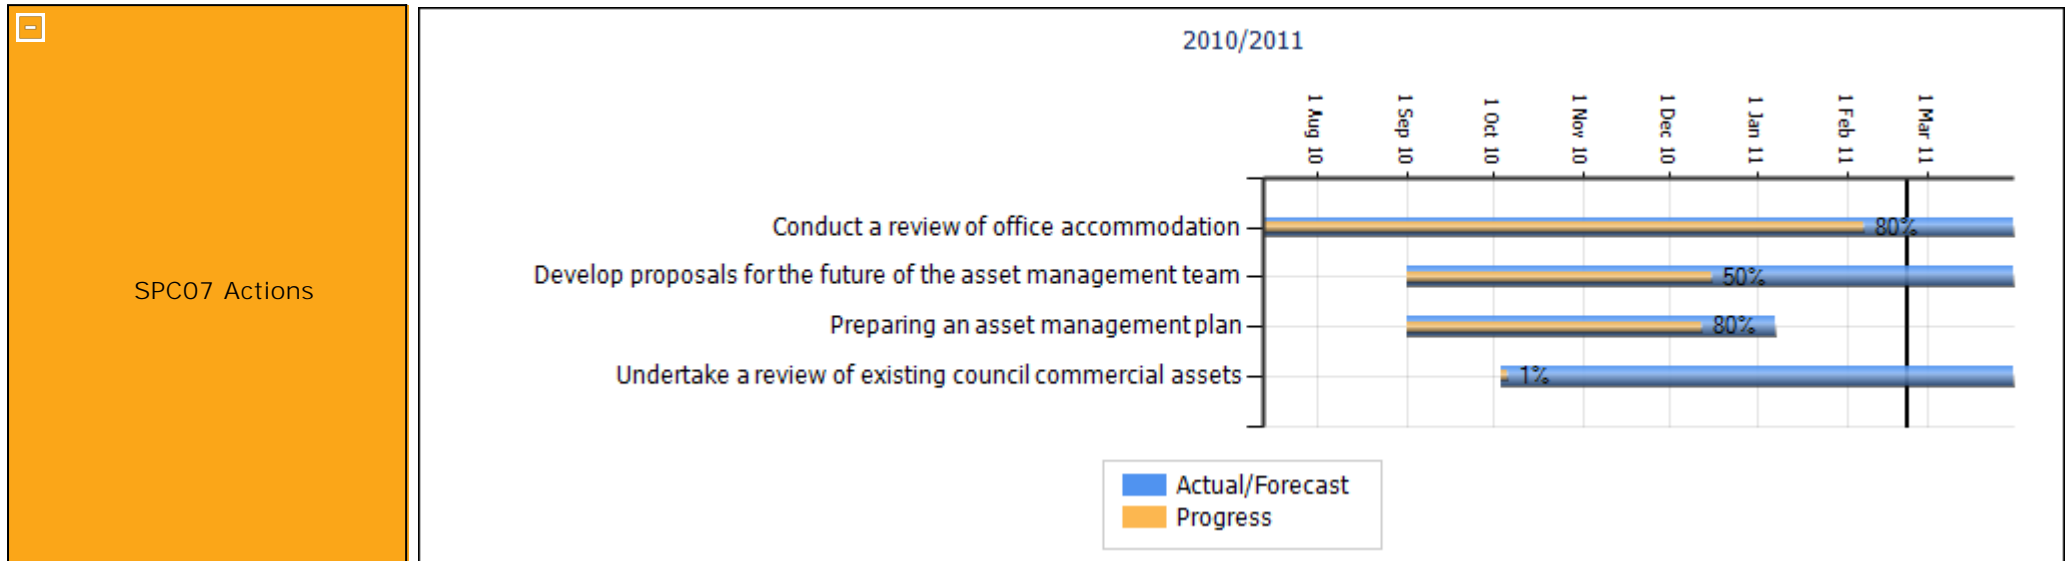 SPC07 Actions
2010/2011
1 Aug 10
1 Sep 10
1 Oct 10
1 Nov 10
1 Dec 10
1 Jan 11
1 Feb 11
1 Mar 11
Conduct a review of office accommodation
80%
Develop proposals for the future of the asset management team
50%
Preparing an asset management plan
80%
Undertake a review of existing council commercial assets
1%
Actual/Forecast
Progress